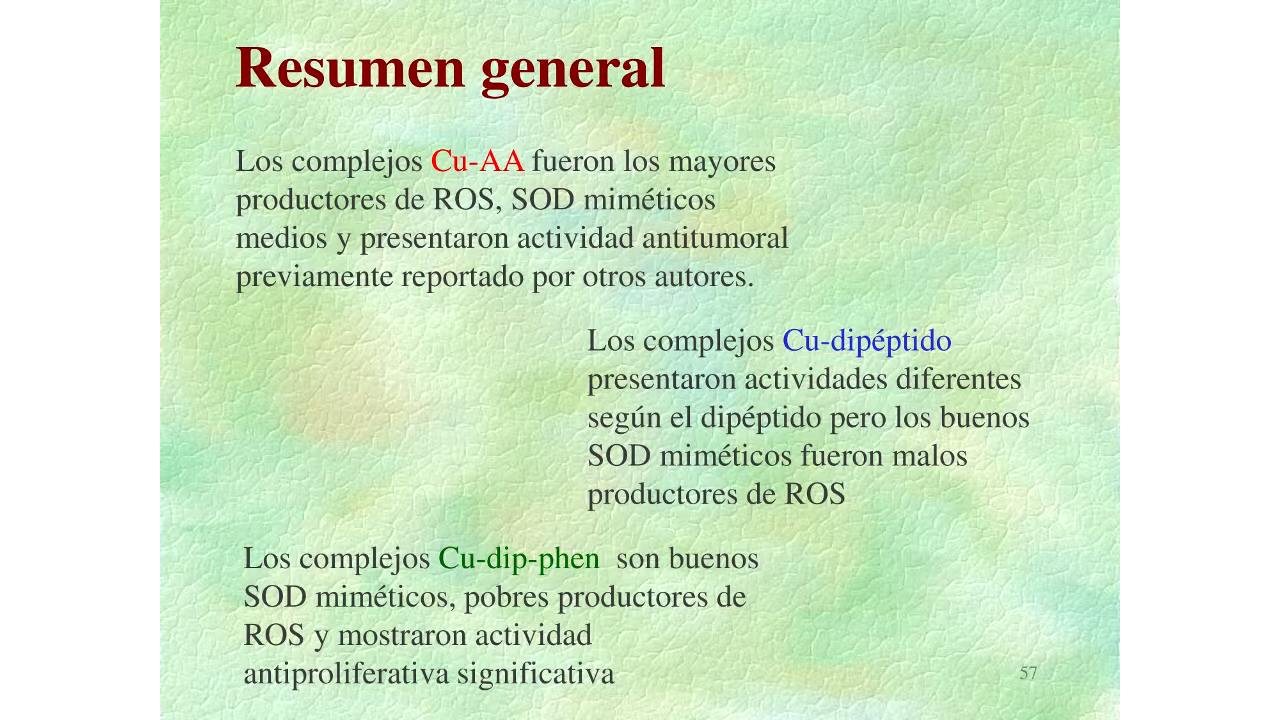 Resumen general
Los complejos Cu-AA fueron los mayores
productores de ROS, SOD miméticos
medios y presentaron actividad antitumoral
previamente reportado por otros autores.
Los complejos Cu-dipéptido
presentaron actividades diferentes
según el dipéptido pero los buenos
SOD miméticos fueron malos
productores de ROS
Los complejos Cu-dip-phen son buenos
SOD miméticos, pobres productores de
ROS y mostraron actividad
antiproliferativa significativa
57